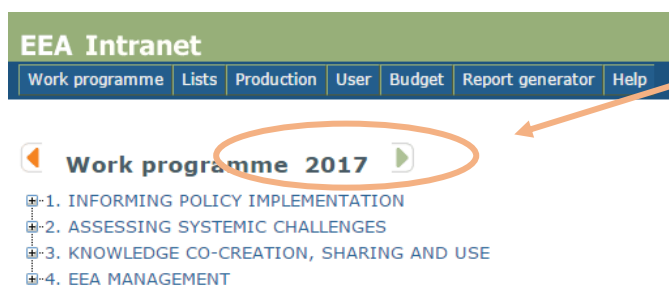 EEA Intranet
Work programme Lists Production User Budget Report generator Help
Work programme 2017
1. INFORMING POLICY IMPLEMENTATION
2. ASSESSING SYSTEMIC CHALLENGES
3. KNOWLEDGE CO-CREATION, SHARING AND USE
4. EEA MANAGEMENT